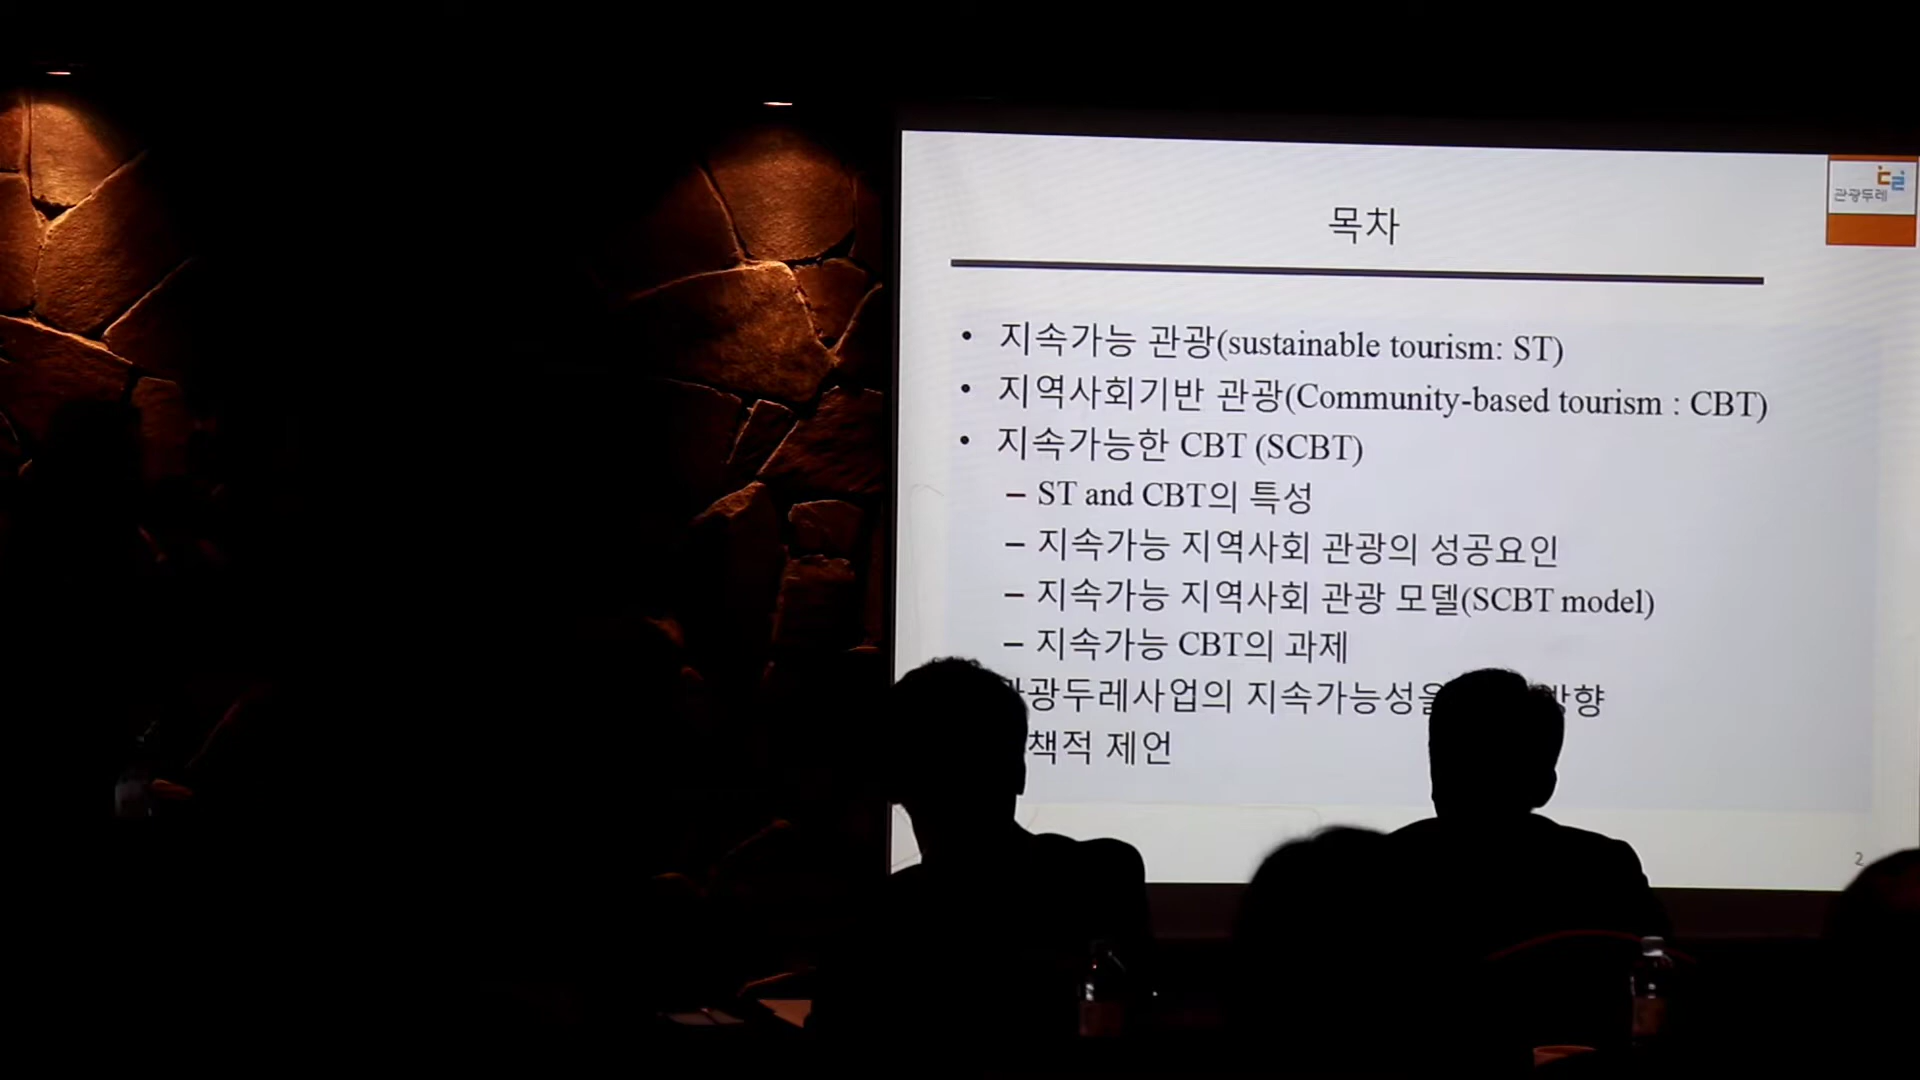 목차
관광두레
• 지속가능 관광(sustainable tourism: ST)
• 지역사회기반 관광(Community-based tourism : CBT)
• 지속가능한 CBT (SCBT)
– ST and CBT의 특성
– 지속가능 지역사회 관광의 성공요인
– 지속가능 지역사회 관광 모델(SCBT model)
– 지속가능 CBT의 과제
관광두레사업의 지속가능성을 방향
책적 제언
2